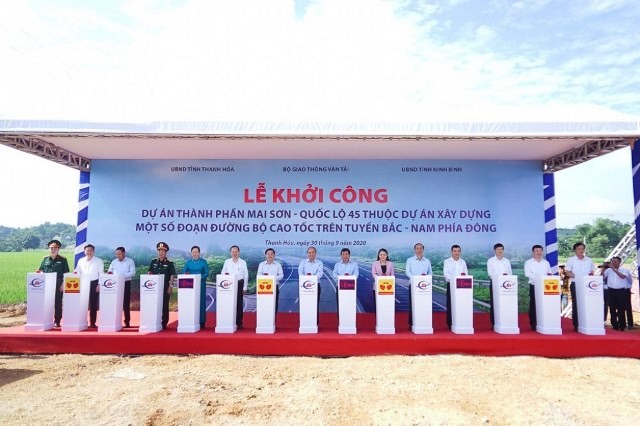 UBND TỈNH THANH HÓA BỘ GIAO THÔNG VẬN TẢI UBND TỈNH NINH BÌNH
LỄ KHỞI CÔNG
DỰ ÁN THÀNH PHẦN MAI SƠN - QUỐC LỘ 45 THUỘC DỰ ÁN XÂY DỰNG
MỘT SỐ ĐOẠN ĐƯỜNG BỘ CAO TỐC TRÊN TUYẾN BẮC - NAM PHÍA ĐÔNG
Thanh Hóa, ngày 30 tháng 9 năm 2020